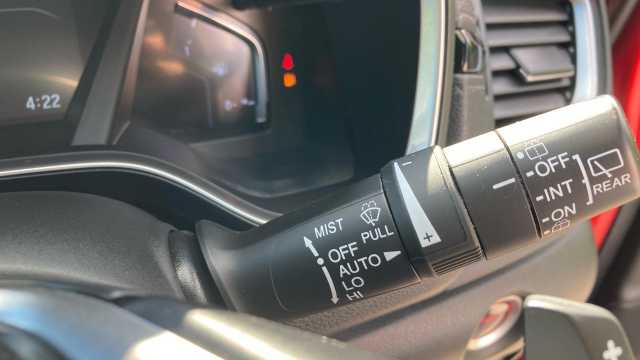 4:22
MIST
PULL
OFF
AUTO
LO
HI
−
+
OFF
INT
ON
REAR
+